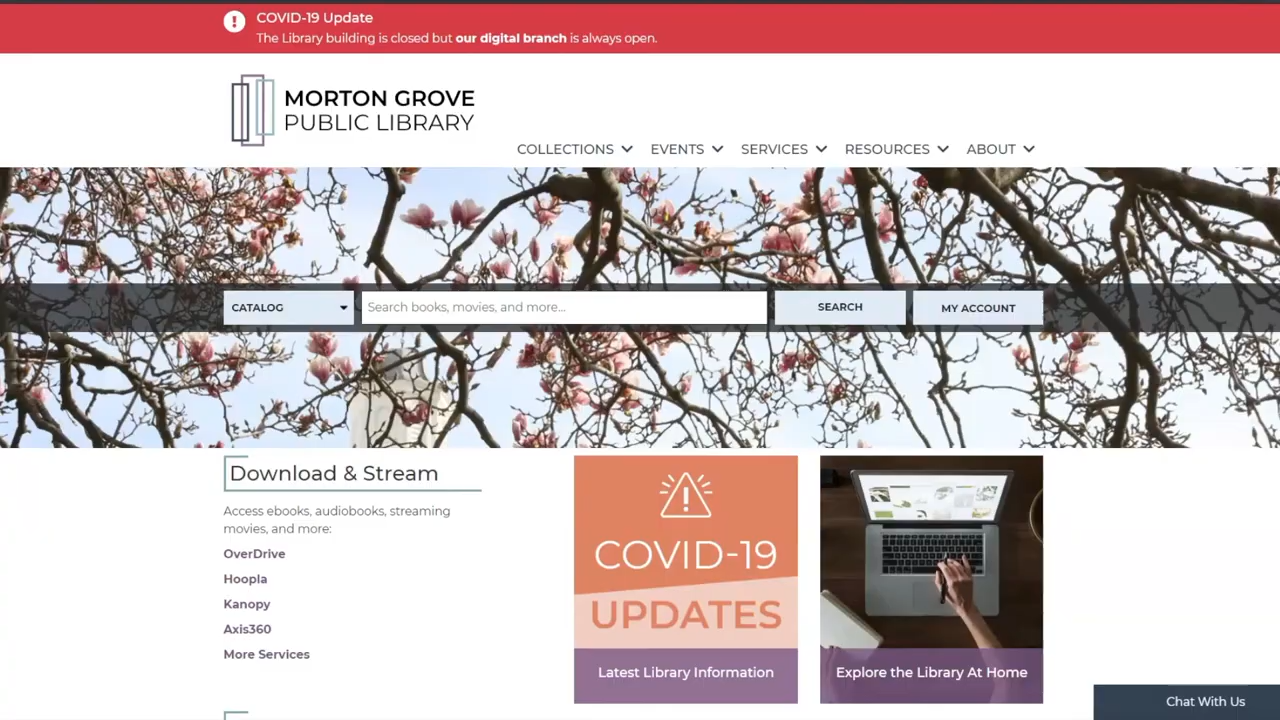 COVID-19 Update
The Library building is closed but our digital branch is always open.
MORTON GROVE
PUBLIC LIBRARY
COLLECTIONS EVENTS SERVICES RESOURCES ABOUT
CATALOG Search books, movies, and more... SEARCH MY ACCOUNT
Download & Stream
Access ebooks, audiobooks, streaming
movies, and more:
OverDrive
Hoopla
Kanopy
Axis360
More Services
COVID-19
UPDATES
Latest Library Information
Explore the Library At Home
Chat With Us